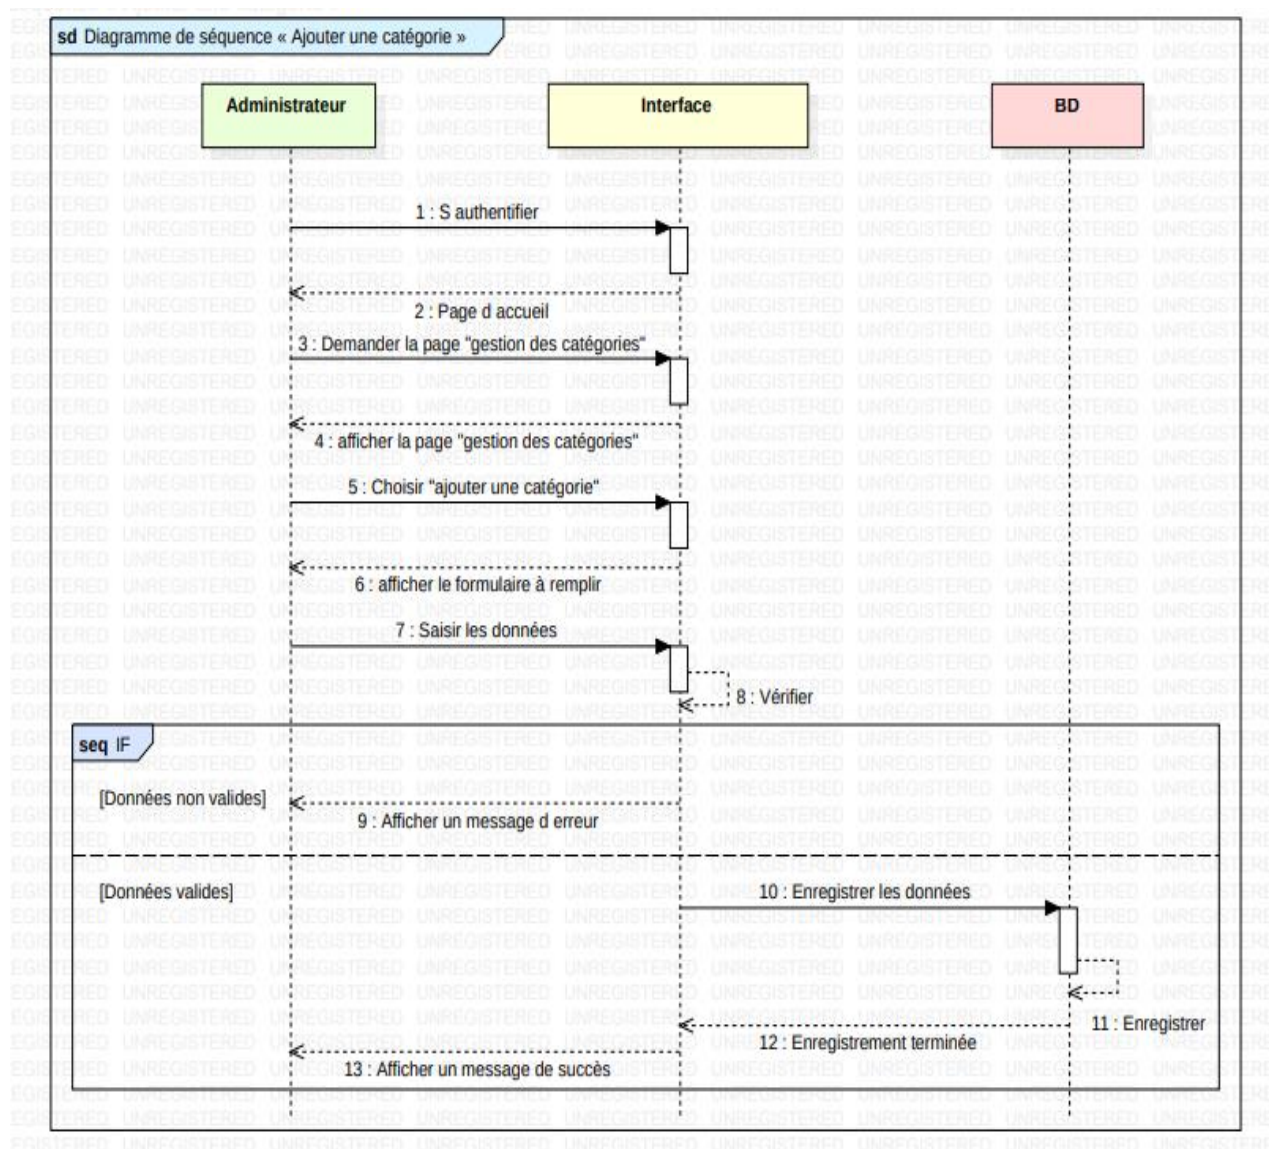 sd Diagramme de séquence « Ajouter une catégorie »
Administrateur
Interface
BD
1 : S authentifier
2 : Page d accueil
3 : Demander la page "gestion des catégories"
4 : afficher la page "gestion des catégories"
5 : Choisir "ajouter une catégorie"
6 : afficher le formulaire à remplir
7 : Saisir les données
8 : Vérifier
seq IF
[Données non valides]
9 : Afficher un message d erreur
[Données valides]
10 : Enregistrer les données
11 : Enregistrer
12 : Enregistrement terminée
13 : Afficher un message de succès
UNREGISTERED